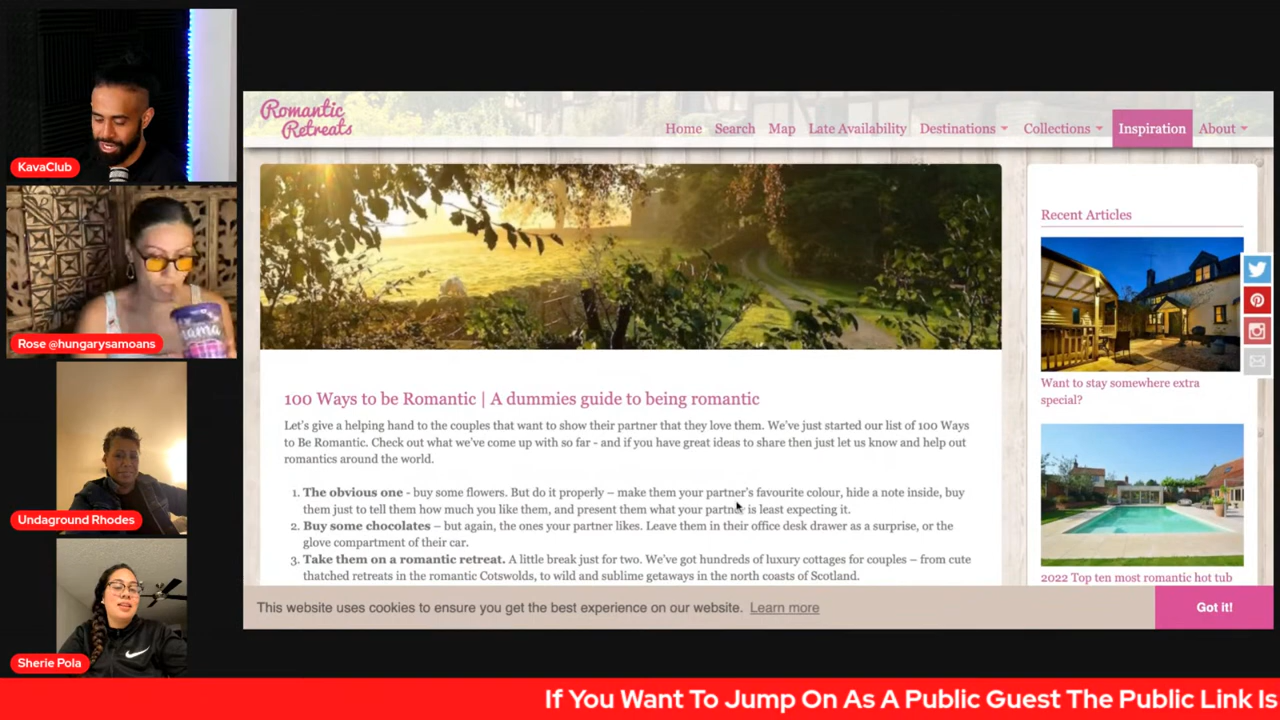 KavaClub
Rose @hungarysamoans
Undaground Rhodes
Sherie Pola
Romantic
Retreats
Home Search Map Late Availability Destinations Collections Inspiration About
100 Ways to be Romantic | A dummies guide to being romantic
Let's give a helping hand to the couples that want to show their partner that they love them. We've just started our list of 100 Ways
to Be Romantic. Check out what we've come up with so far - and if you have great ideas to share then just let us know and help out
romantics around the world.
1. The obvious one - buy some flowers. But do it properly – make them your partner's favourite colour, hide a note inside, buy
them just to tell them how much you like them, and present them what your partner is least expecting it.
2. Buy some chocolates – but again, the ones your partner likes. Leave them in their office desk drawer as a surprise, or the
glove compartment of their car.
3. Take them on a romantic retreat. A little break just for two. We've got hundreds of luxury cottages for couples – from cute
thatched retreats in the romantic Cotswolds, to wild and sublime getaways in the north coasts of Scotland.
Recent Articles
Want to stay somewhere extra
special?
2022 Top ten most romantic hot tub
This website uses cookies to ensure you get the best experience on our website. Learn more
Got it!
If You Want To Jump On As A Public Guest The Public Link Is